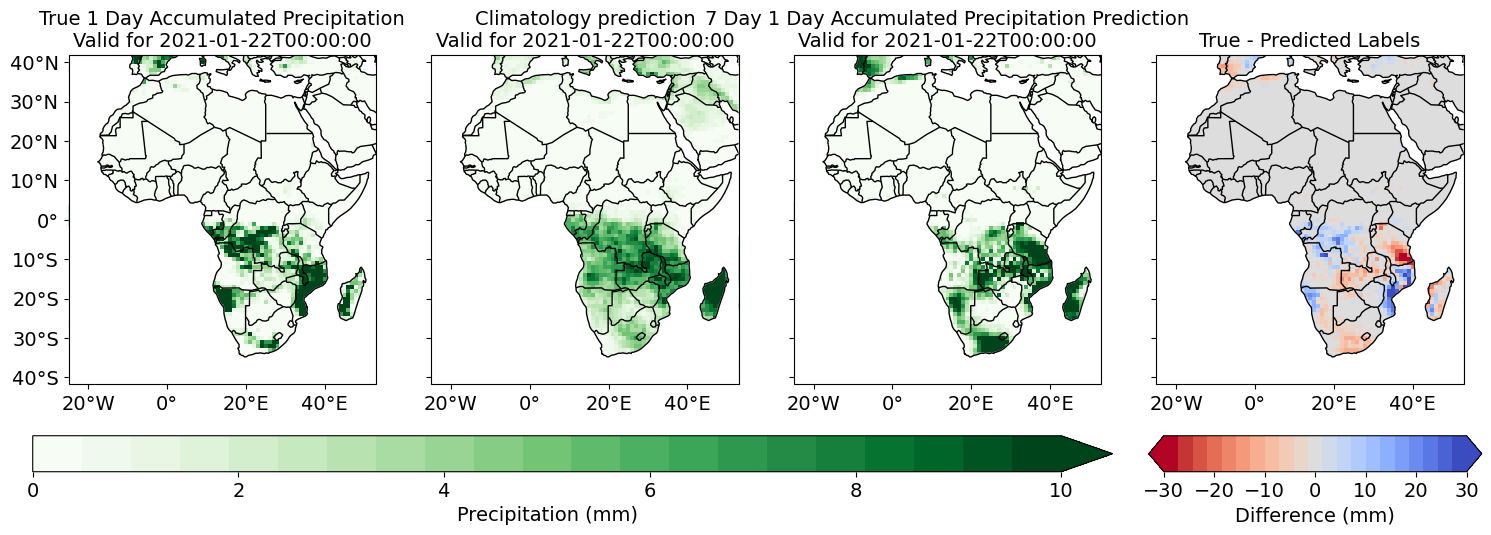 True 1 Day Accumulated Precipitation
Valid for 2021-01-22T00:00:00
Climatology prediction
Valid for 2021-01-22T00:00:00
7 Day 1 Day Accumulated Precipitation Prediction
Valid for 2021-01-22T00:00:00
True - Predicted Labels
40°N
30°N
20°N
10°N
0°
10°S
20°S
30°S
40°S
20°W 0° 20°E 40°E
20°W 0° 20°E 40°E
20°W 0° 20°E 40°E
20°W 0° 20°E 40°E
0 2 4 6 8 10
Precipitation (mm)
−30 −20 −10 0 10 20 30
Difference (mm)